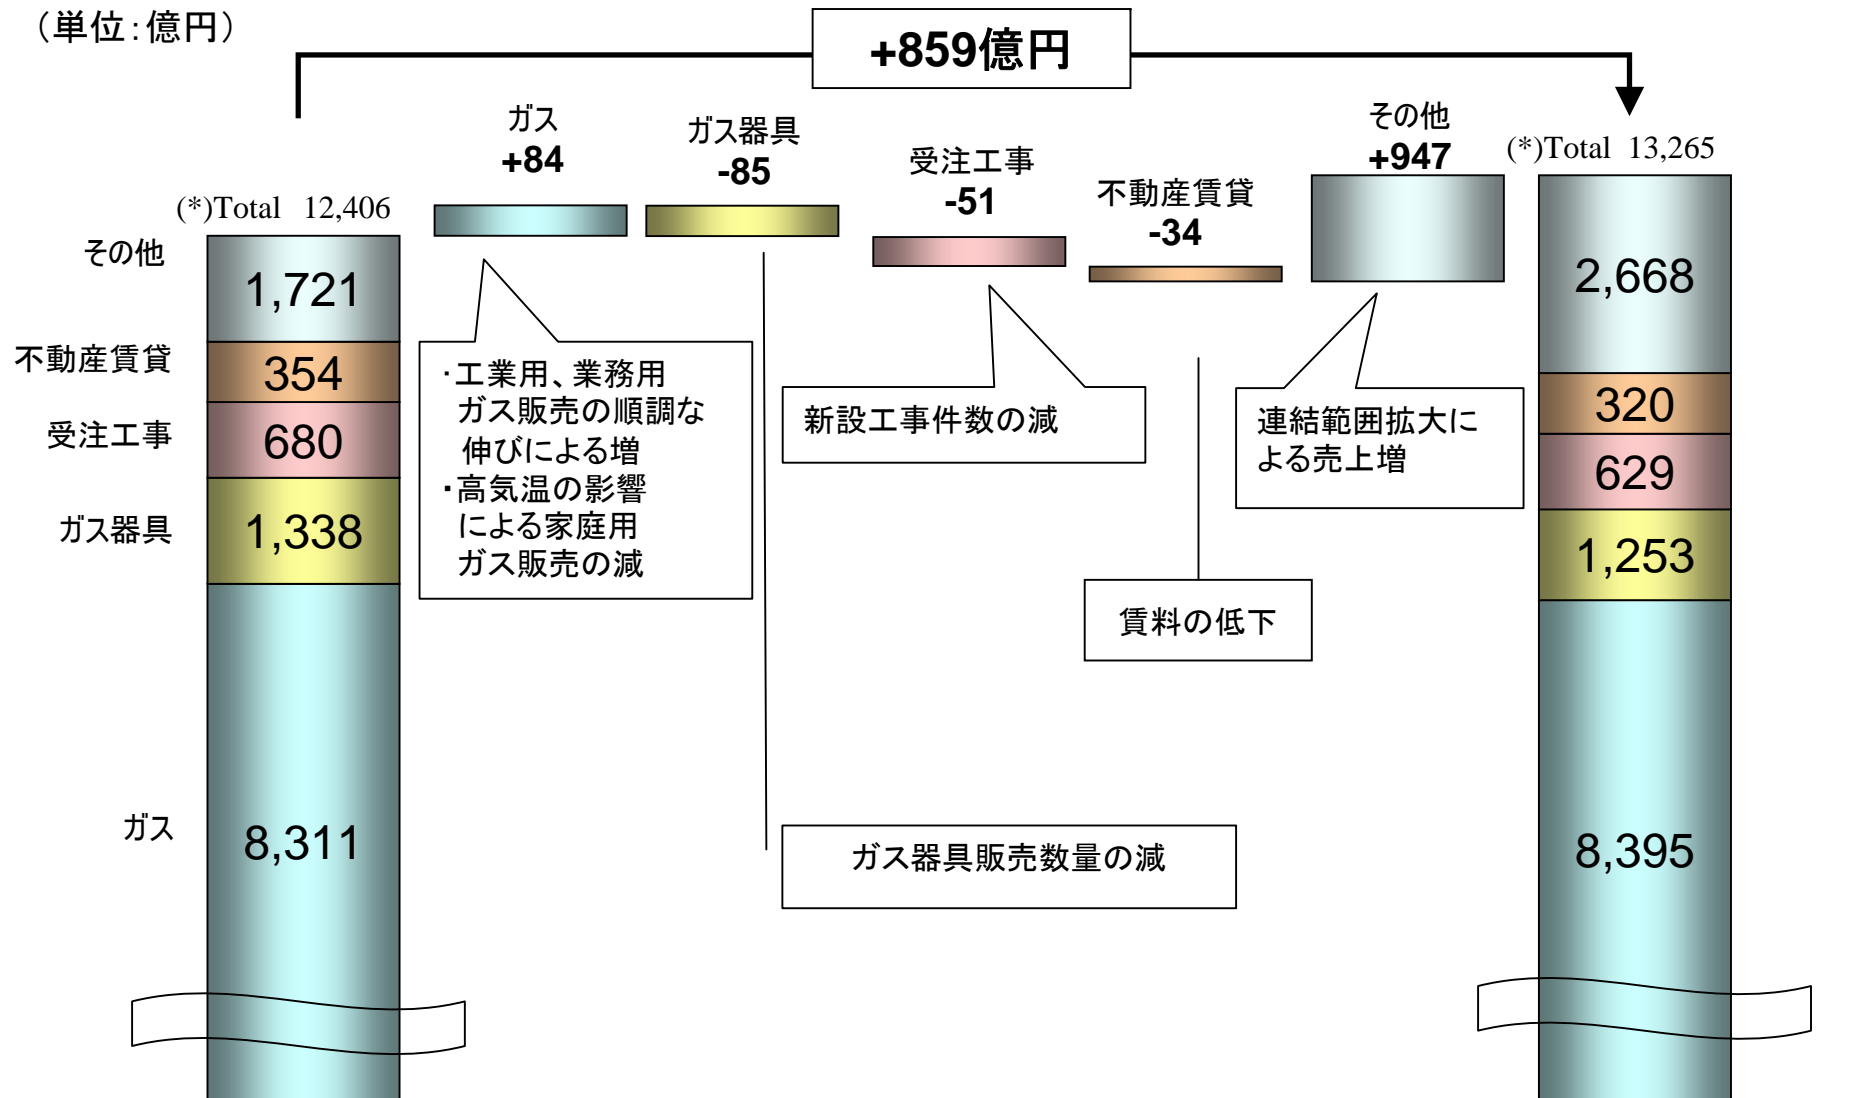 （単位：億円）
+859億円
ガス
+84
ガス器具
-85
受注工事
-51
不動産賃貸
-34
その他
+947
(*)Total 13,265
(*)Total 12,406
その他
1,721
不動産賃貸
354
受注工事
680
ガス器具
1,338
ガス
8,311
・工業用、業務用
ガス販売の順調な
伸びによる増
・高気温の影響
による家庭用
ガス販売の減
新設工事件数の減
連結範囲拡大に
よる売上増
賃料の低下
ガス器具販売数量の減
2,668
320
629
1,253
8,395